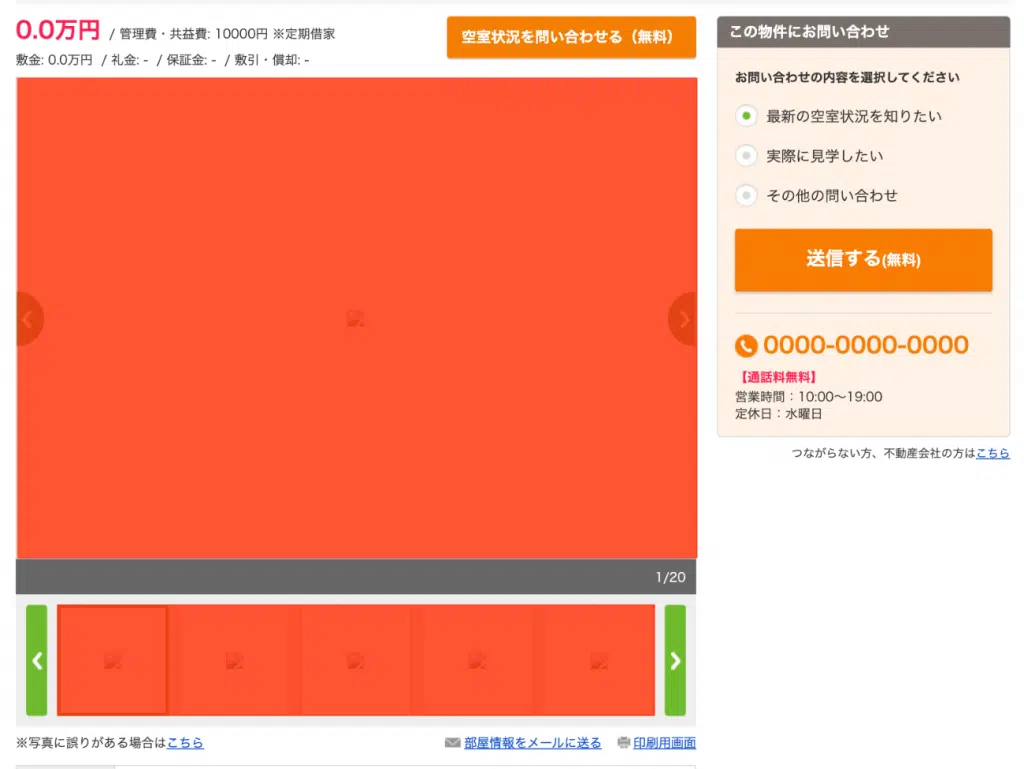 0.0万円 / 管理費・共益費: 10000円 ※定期借家
敷金: 0.0万円 / 礼金: - / 保証金: - / 敷引・償却: -
空室状況を問い合わせる（無料）
1/20
※写真に誤りがある場合はこちら
部屋情報をメールに送る 印刷用画面
この物件にお問い合わせ
お問い合わせの内容を選択してください
最新の空室状況を知りたい
実際に見学したい
その他の問い合わせ
送信する(無料)
0000-0000-0000
【通話料無料】
営業時間：10:00〜19:00
定休日：水曜日
つながらない方、不動産会社の方はこちら